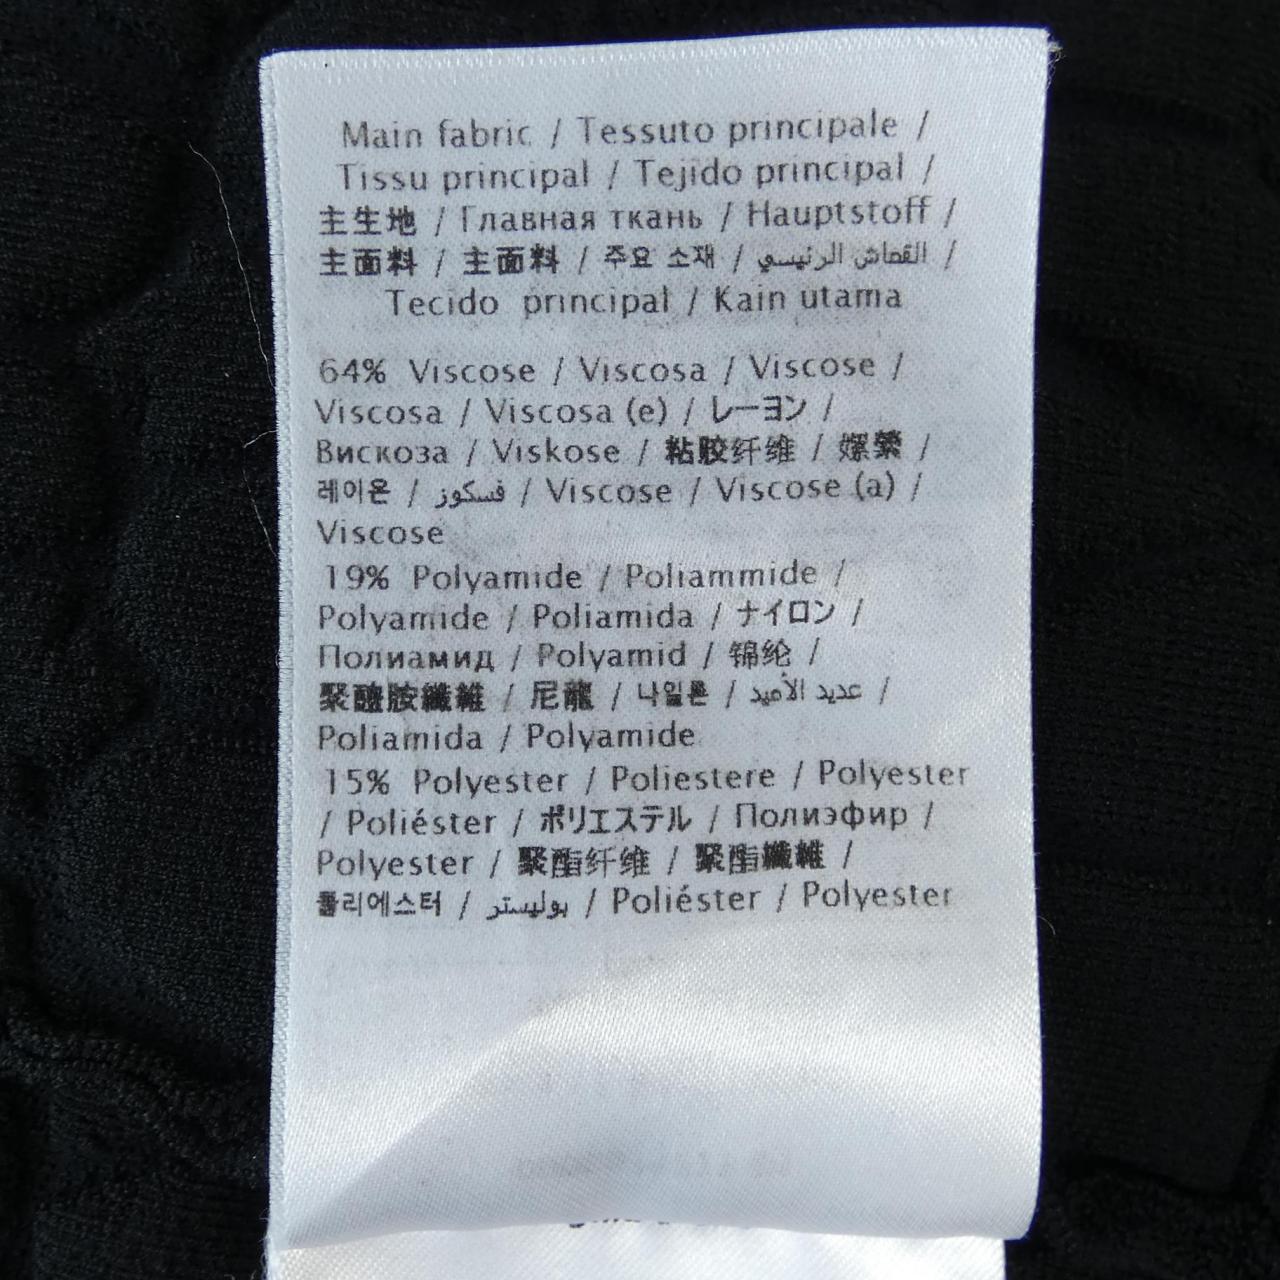 Main fabric / Tessuto principale /
Tissu principal / Tejido principal /
主生地 / Главная ткань / Hauptstoff /
主面料 / 主面料 / 주요 소재 / القماش الرئيسي /
Tecido principal / Kain utama
64% Viscose / Viscosa / Viscose /
Viscosa / Viscosa (e) / レーヨン /
Вискоза / Viskose / 粘胶纤维 / 嫘縈 /
레이온 / فسكوز / Viscose / Viscose (a) /
Viscose
19% Polyamide / Poliammide /
Polyamide / Poliamida / ナイロン /
Полиамид / Polyamid / 锦纶 /
聚醯胺纖維 / 尼龍 / 나일론 / عديد الأميد /
Poliamida / Polyamide
15% Polyester / Poliestere / Polyester
/ Poliéster / ポリエステル / Полиэфир /
Polyester / 聚酯纤维 / 聚酯纖維 /
폴리에스터 / بوليستر / Poliéster / Polyester